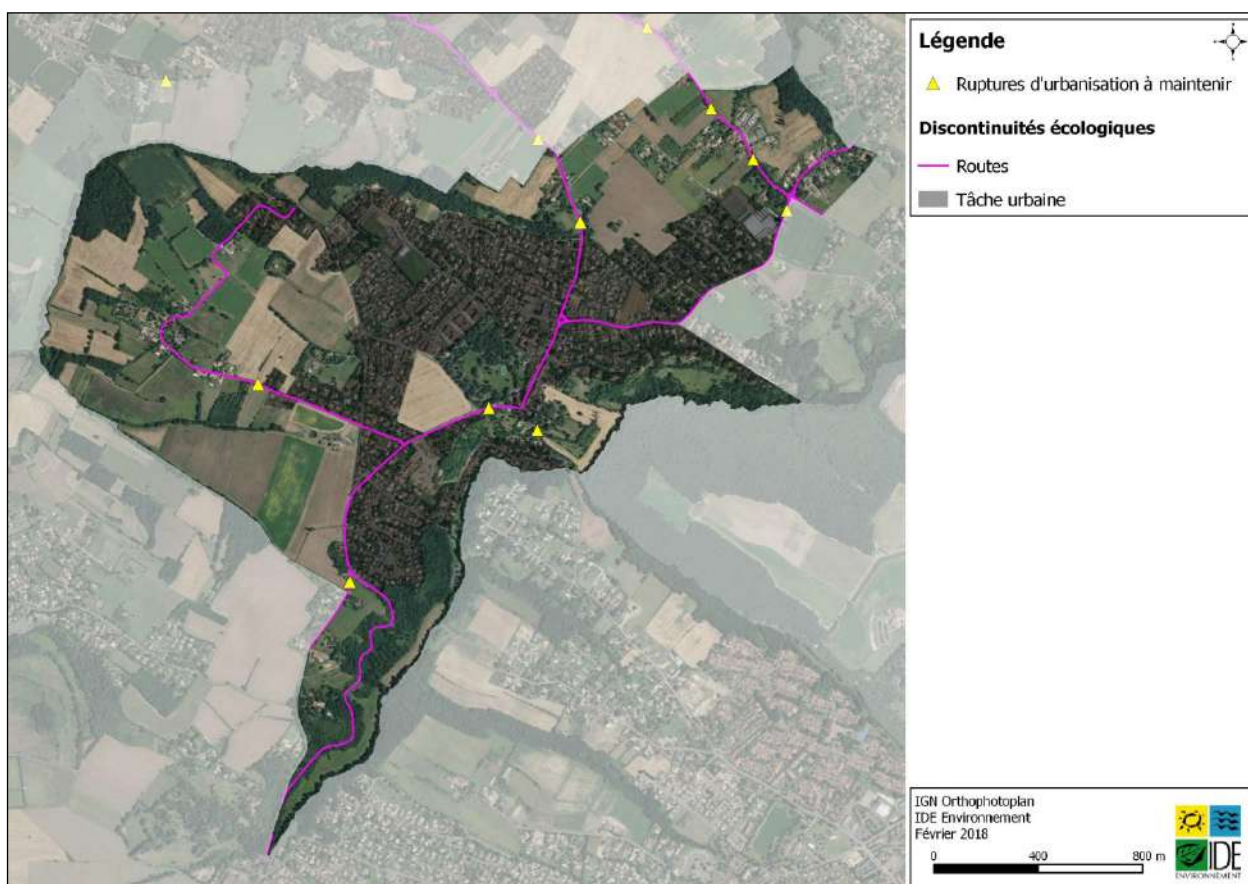 Légende
Ruptures d'urbanisation à maintenir
Discontinuités écologiques
Routes
Tâche urbaine
IGN Orthophotoplan
IDE Environnement
Février 2018
0 400 800 m
IDE
ENVIRONNEMENT